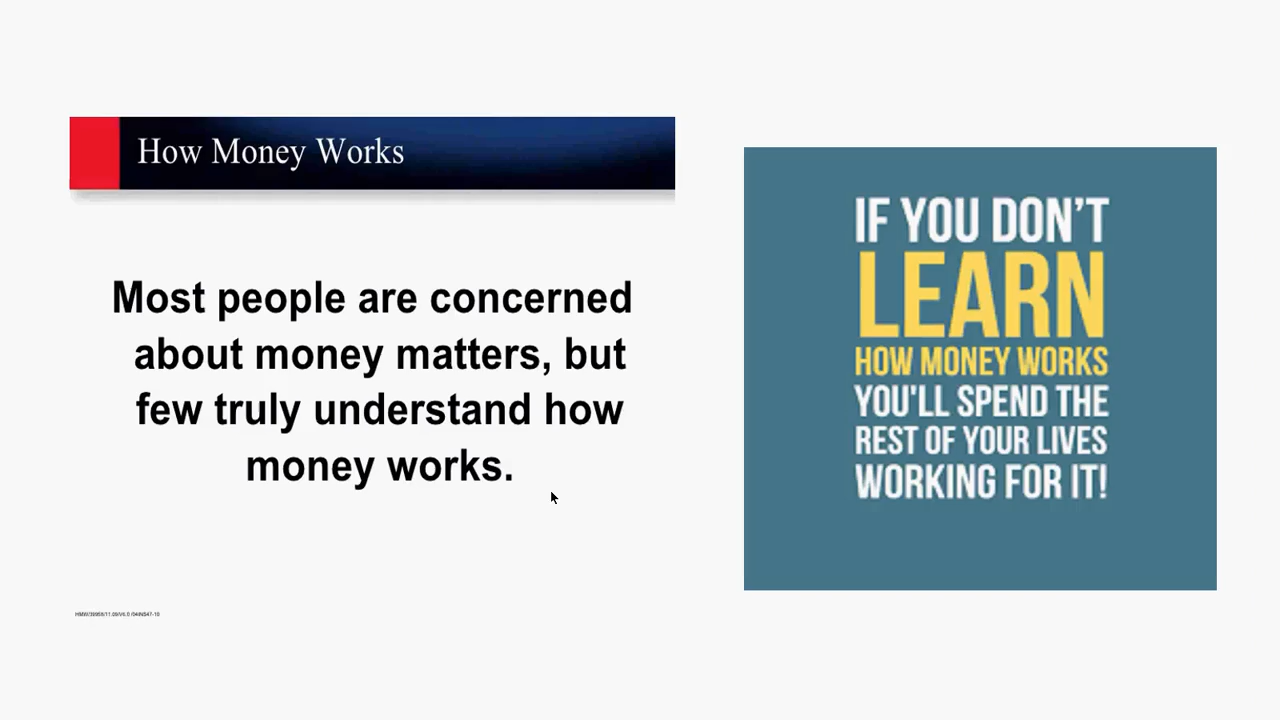 How Money Works
Most people are concerned
about money matters, but
few truly understand how
money works.
IF YOU DON'T
LEARN
HOW MONEY WORKS
YOU'LL SPEND THE
REST OF YOUR LIVES
WORKING FOR IT!